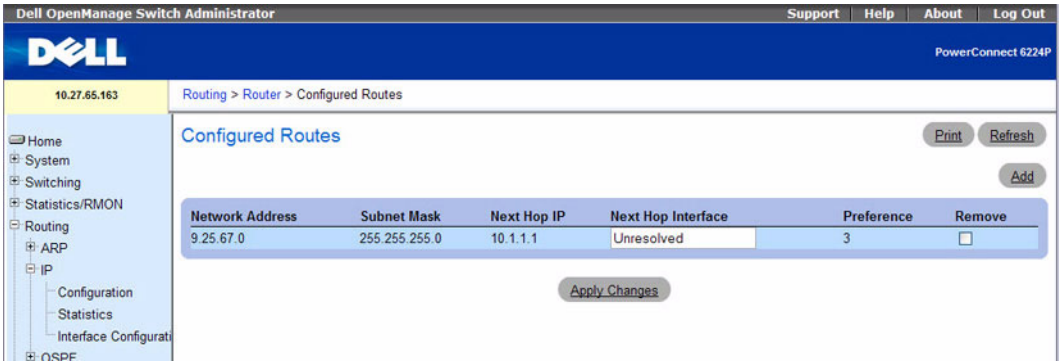 Dell OpenManage Switch Administrator
Support Help About Log Out
DELL
PowerConnect 6224P
10.27.65.163
Routing > Router > Configured Routes
Home
System
Switching
Statistics/RMON
Routing
ARP
IP
Configuration
Statistics
Interface Configurati
OSPF
Configured Routes
Print Refresh
Add
Network Address Subnet Mask Next Hop IP Next Hop Interface Preference Remove
9.25.67.0 255.255.255.0 10.1.1.1 Unresolved 3
Apply Changes